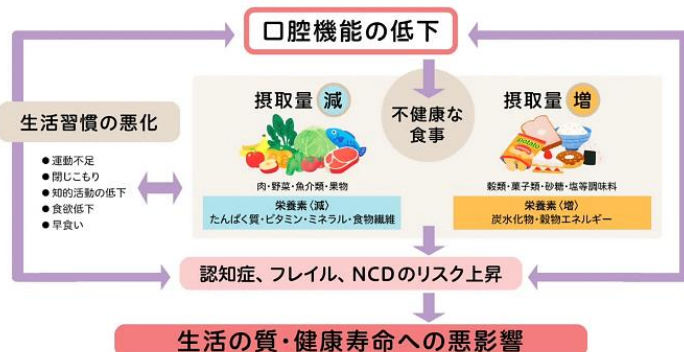 口腔機能の低下
摂取量 減
不健康な
食事
摂取量 増
生活習慣の悪化
●運動不足
●閉じこもり
●知的活動の低下
●食欲低下
●早食い
肉・野菜・魚介類・果物
栄養素〈減〉
たんぱく質・ビタミン・ミネラル・食物繊維
potato
穀類・菓子類・砂糖・塩等調味料
栄養素〈増〉
炭水化物・穀物エネルギー
認知症、フレイル、NCDのリスク上昇
生活の質・健康寿命への悪影響